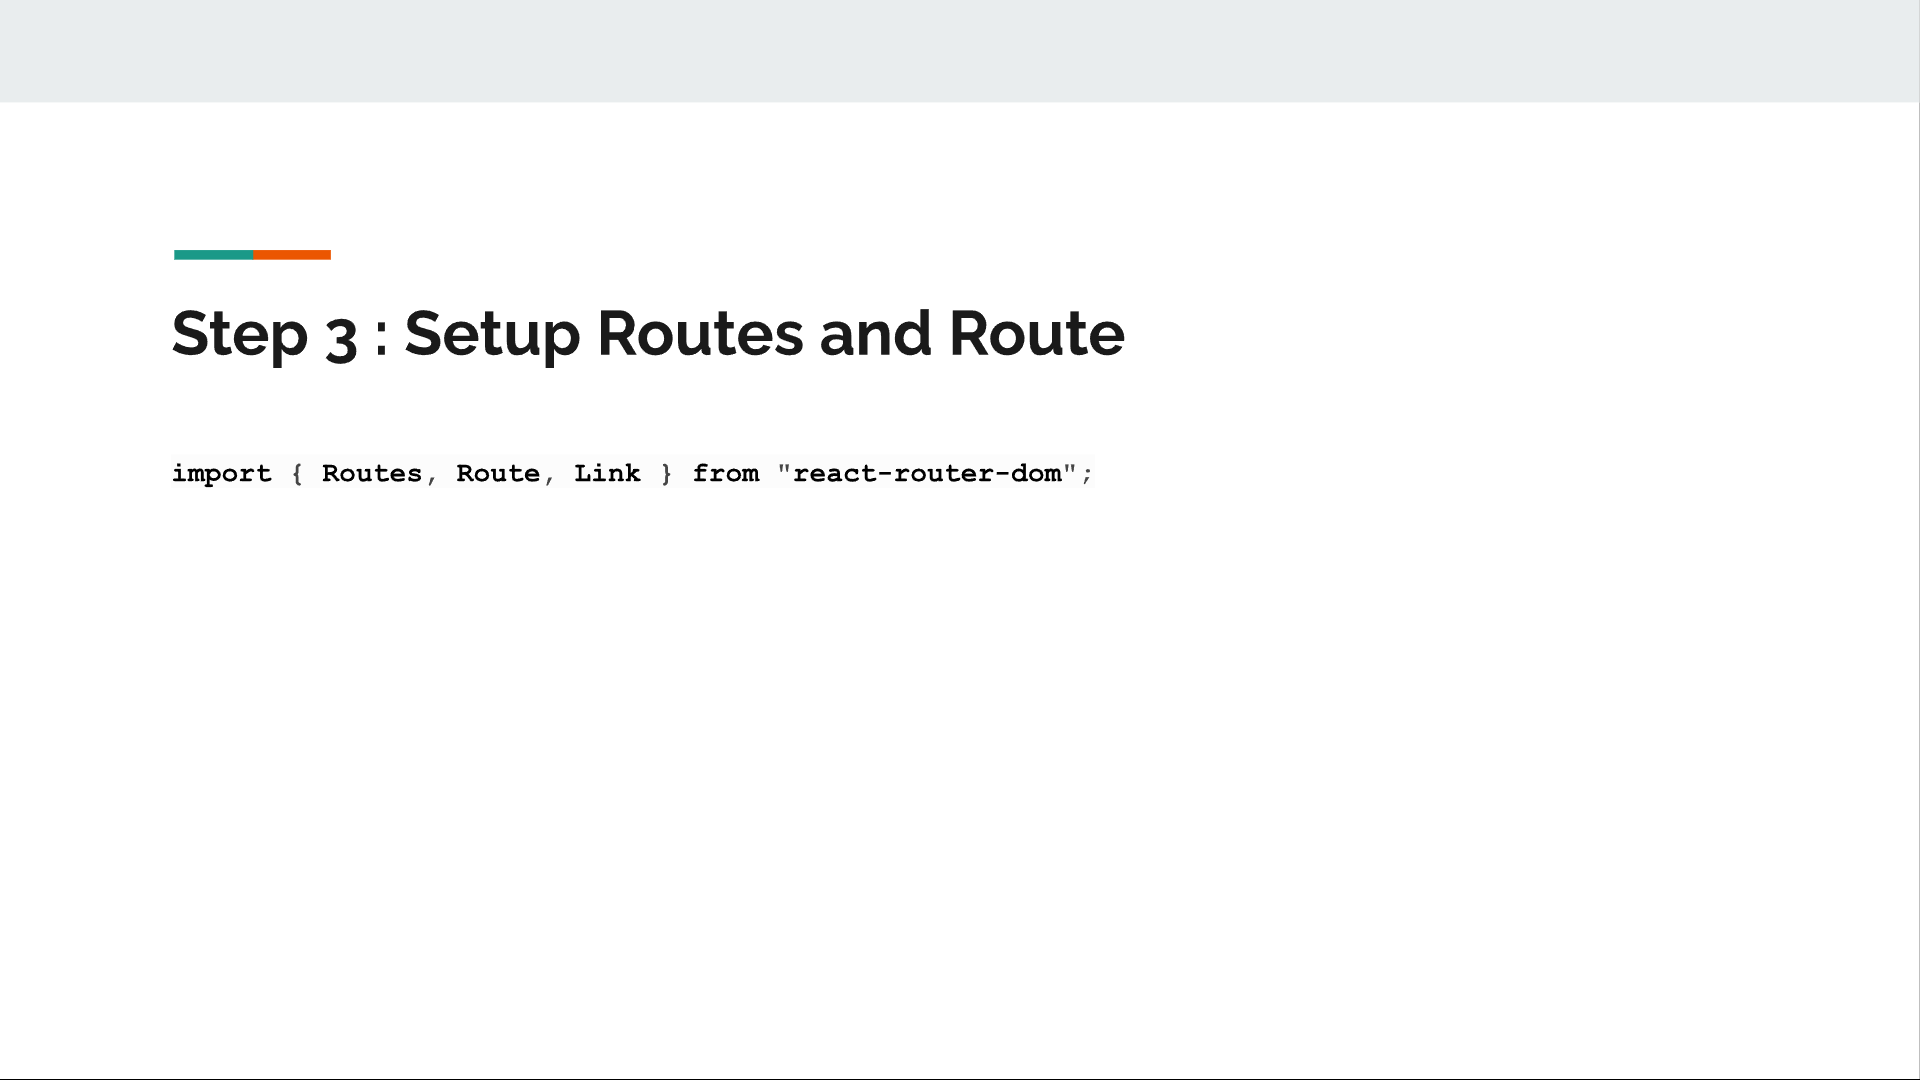 Step 3 : Setup Routes and Route
import { Routes, Route, Link } from "react-router-dom";